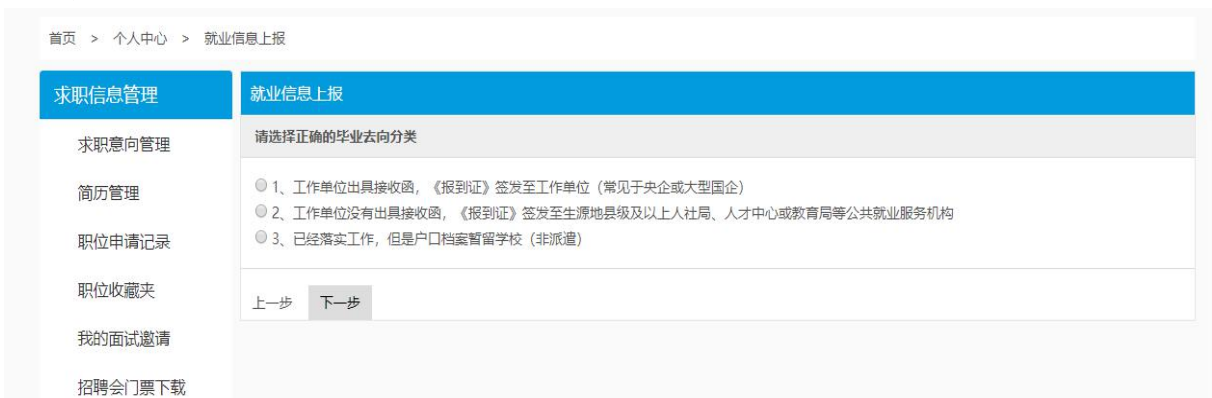 首页 > 个人中心 > 就业信息上报
求职信息管理
求职意向管理
简历管理
职位申请记录
职位收藏夹
我的面试邀请
招聘会门票下载
就业信息上报
请选择正确的毕业去向分类
1、工作单位出具接收函，《报到证》签发至工作单位（常见于央企或大型国企）
2、工作单位没有出具接收函，《报到证》签发至生源地县级及以上人社局、人才中心或教育局等公共就业服务机构
3、已经落实工作，但是户口档案暂留学校（非派遣）
上一步 下一步